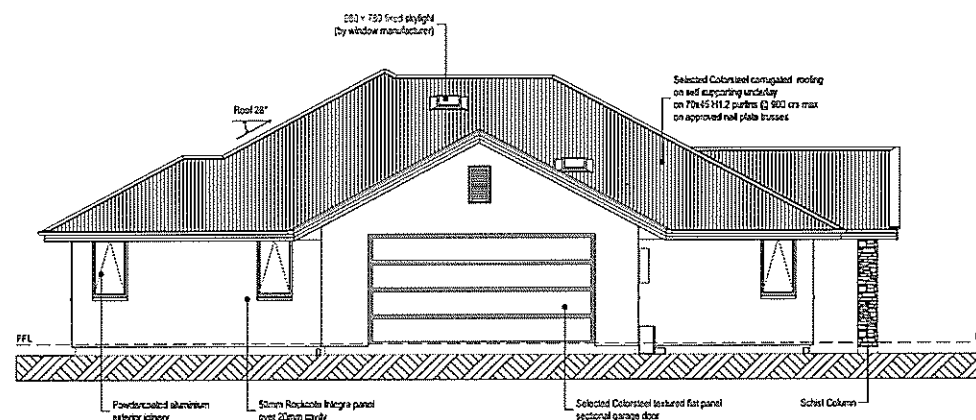 fixed skylight
(by window manufacturer)
Selected Colorsteel corrugated roofing
on self supporting underlay
on 70x45 H1.2 purlins @ 900 crs max
on approved nail plate trusses
Roof 28°
FFL
Powdercoated aluminium
exterior joinery
50mm Rockcote Integra panel
over 20mm cavity
Selected Colorsteel textured flat panel
sectional garage door
Schist Column